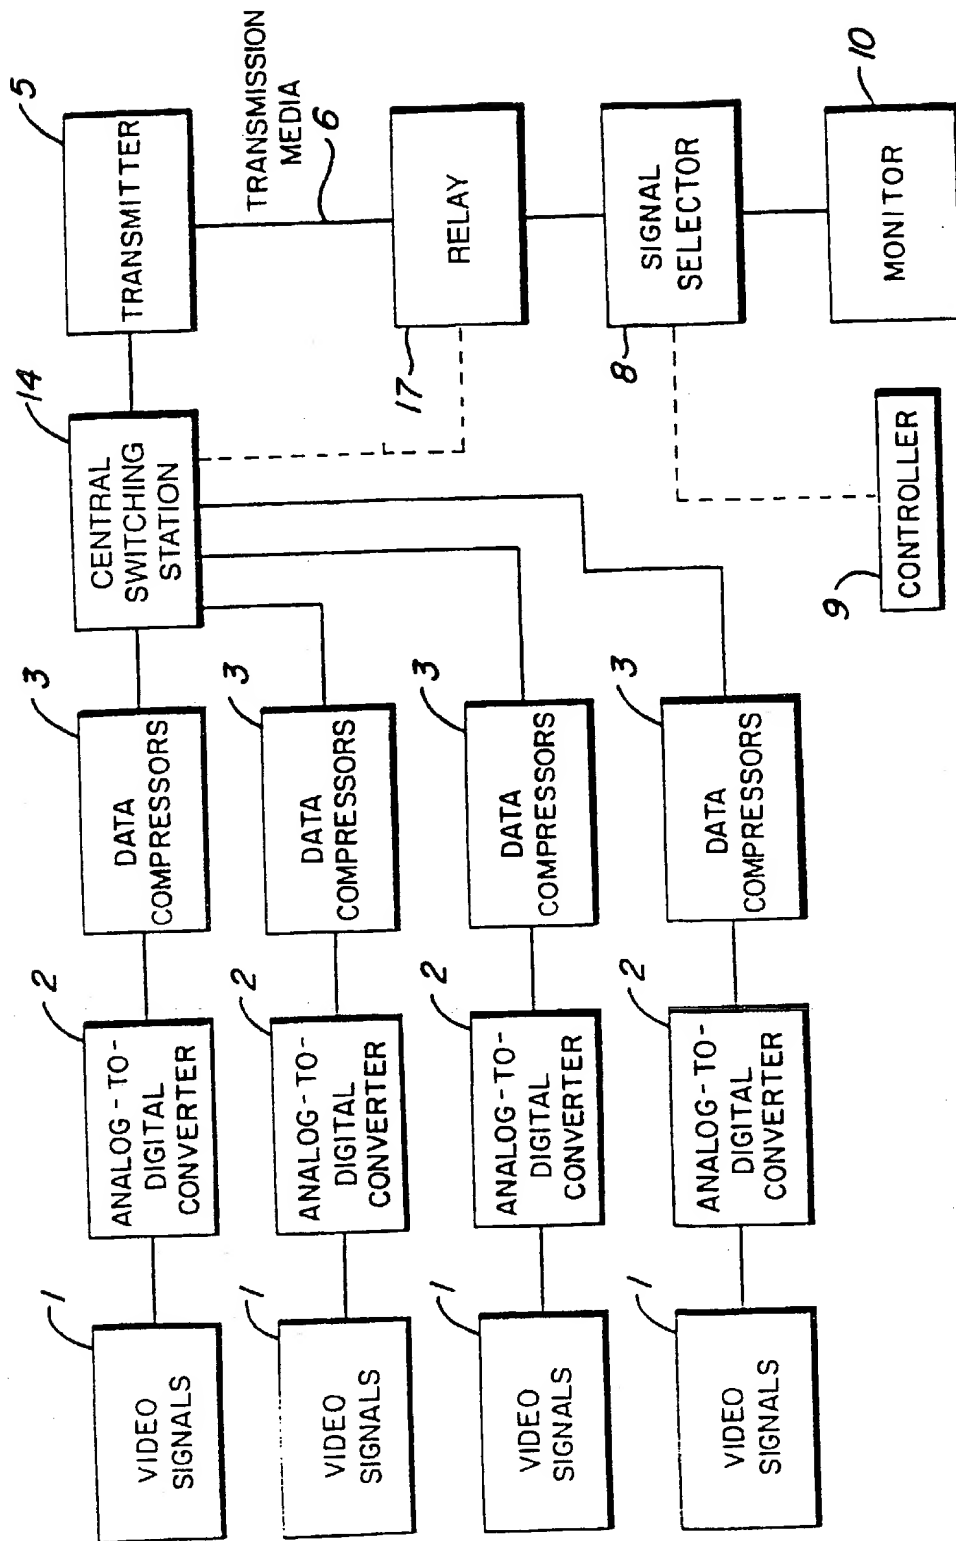 1
VIDEO
SIGNALS
2
ANALOG-TO-
DIGITAL
CONVERTER
3
DATA
COMPRESSORS
14
CENTRAL
SWITCHING
STATION
5
TRANSMITTER
1
VIDEO
SIGNALS
2
ANALOG-TO-
DIGITAL
CONVERTER
3
DATA
COMPRESSORS
TRANSMISSION
MEDIA
6
1
VIDEO
SIGNALS
2
ANALOG-TO-
DIGITAL
CONVERTER
3
DATA
COMPRESSORS
17
RELAY
1
VIDEO
SIGNALS
2
ANALOG-TO-
DIGITAL
CONVERTER
3
DATA
COMPRESSORS
8
SIGNAL
SELECTOR
9
CONTROLLER
10
MONITOR